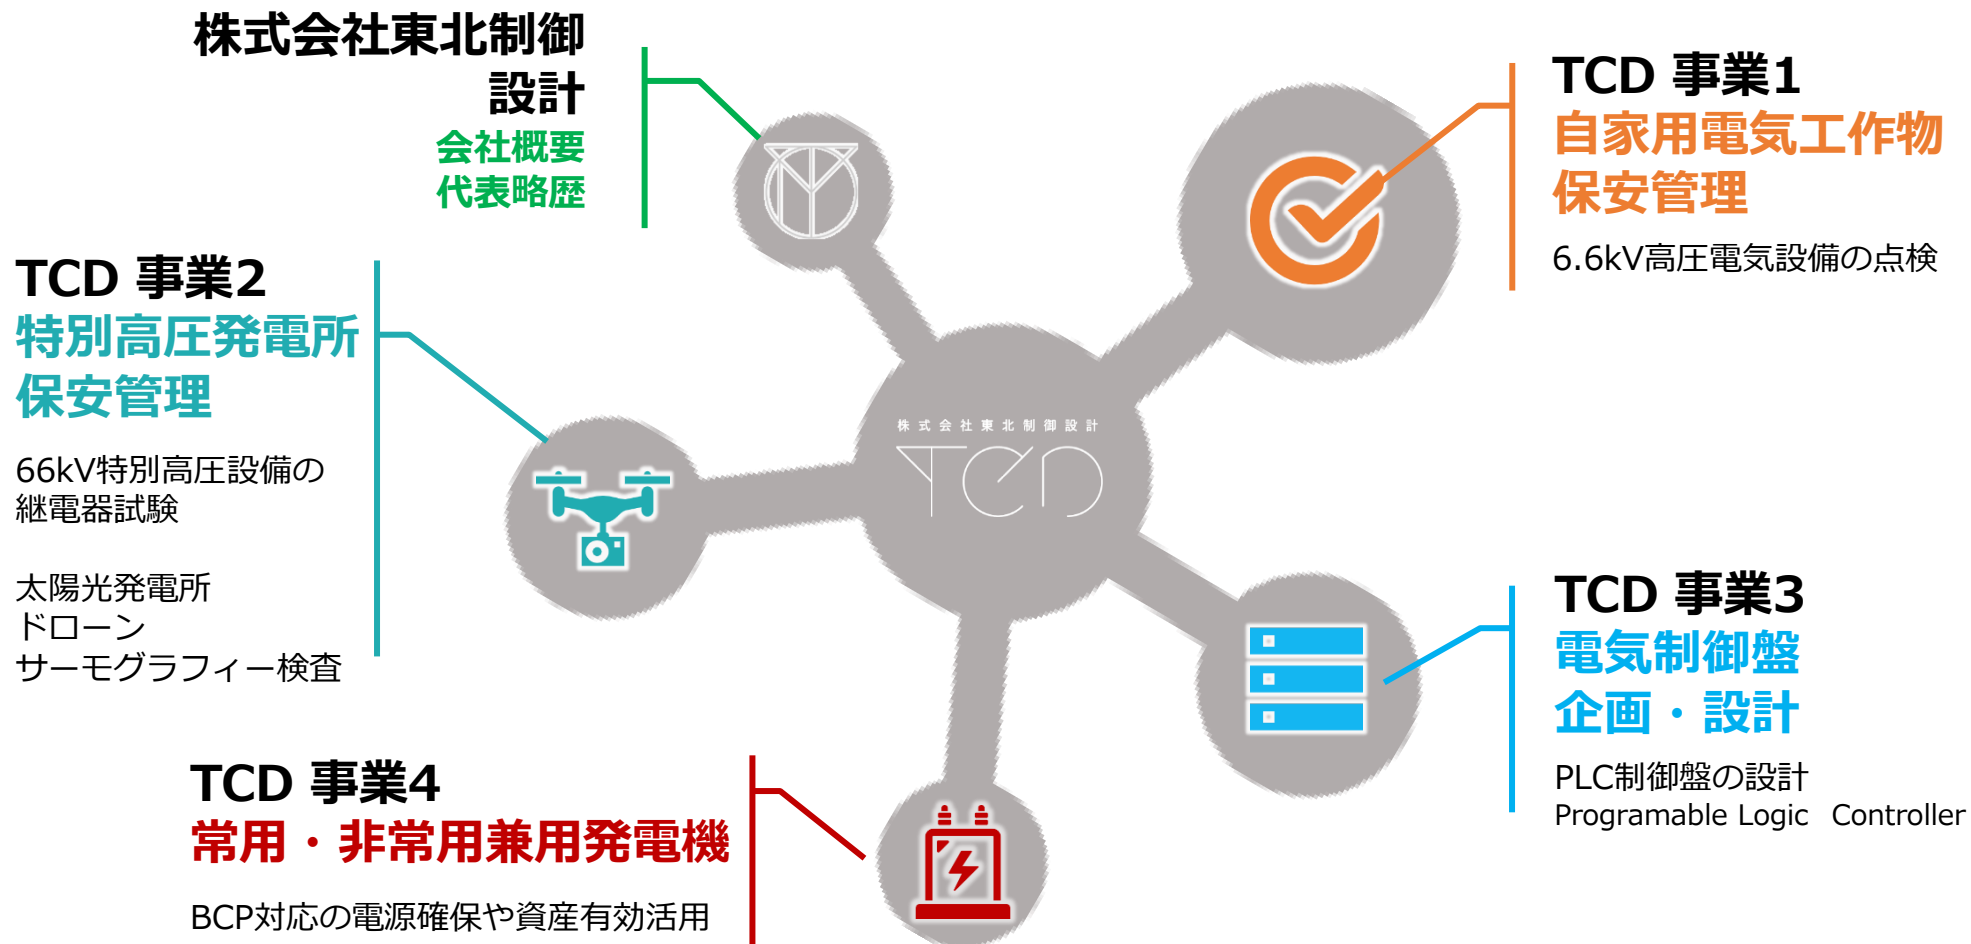 株式会社東北制御
設計
会社概要
代表略歴
TCD 事業1
自家用電気工作物
保安管理
6.6kV高圧電気設備の点検
TCD 事業2
特別高圧発電所
保安管理
66kV特別高圧設備の
継電器試験
太陽光発電所
ドローン
サーモグラフィー検査
株式会社東北制御設計
TCD
TCD 事業3
電気制御盤
企画・設計
PLC制御盤の設計
Programable Logic　Controller
TCD 事業4
常用・非常用兼用発電機
BCP対応の電源確保や資産有効活用